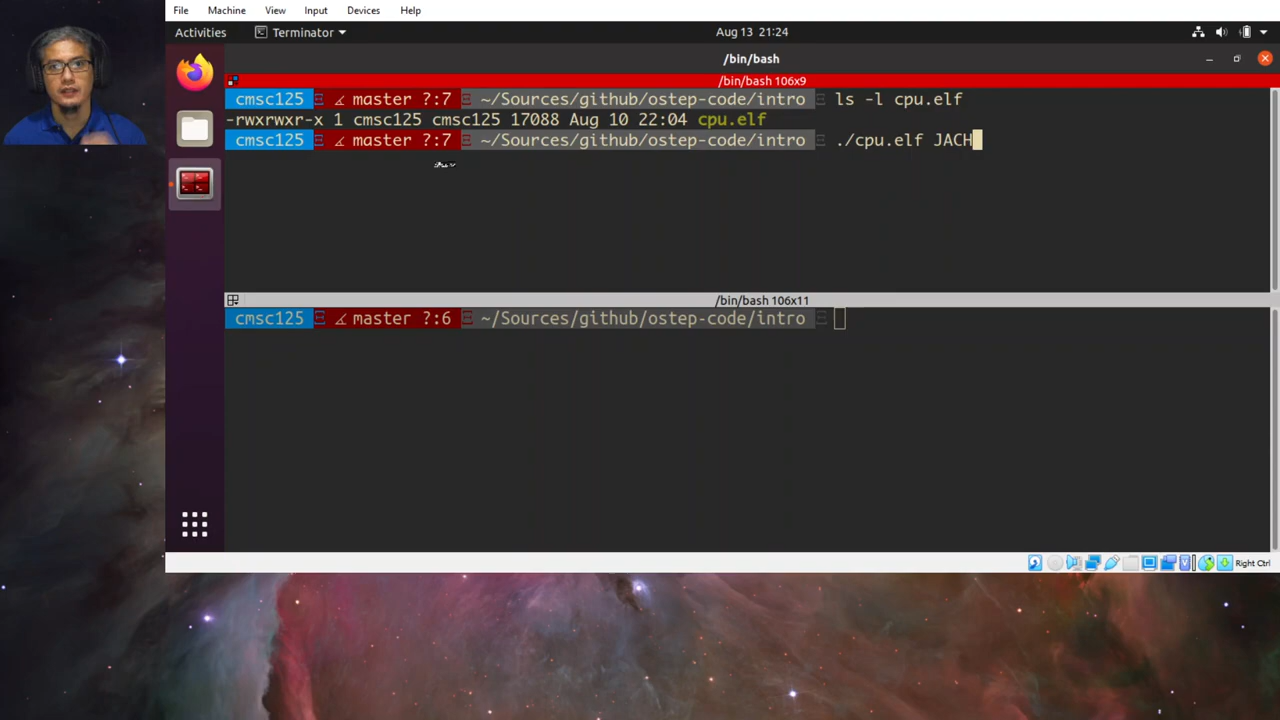 File Machine View Input Devices Help
Activities Terminator Aug 13 21:24
/bin/bash
/bin/bash 106x9
cmsc125 Ξ ∡ master ?:7 Ξ ~/Sources/github/ostep-code/intro Ξ ls -l cpu.elf
-rwxrwxr-x 1 cmsc125 cmsc125 17088 Aug 10 22:04 cpu.elf
cmsc125 Ξ ∡ master ?:7 Ξ ~/Sources/github/ostep-code/intro Ξ ./cpu.elf JACH
/bin/bash 106x11
cmsc125 Ξ ∡ master ?:6 Ξ ~/Sources/github/ostep-code/intro Ξ
Right Ctrl